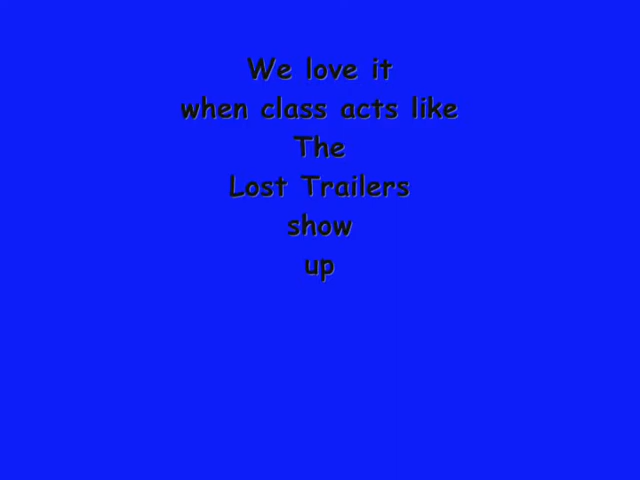 We love it
when class acts like
The
Lost Trailers
show
up